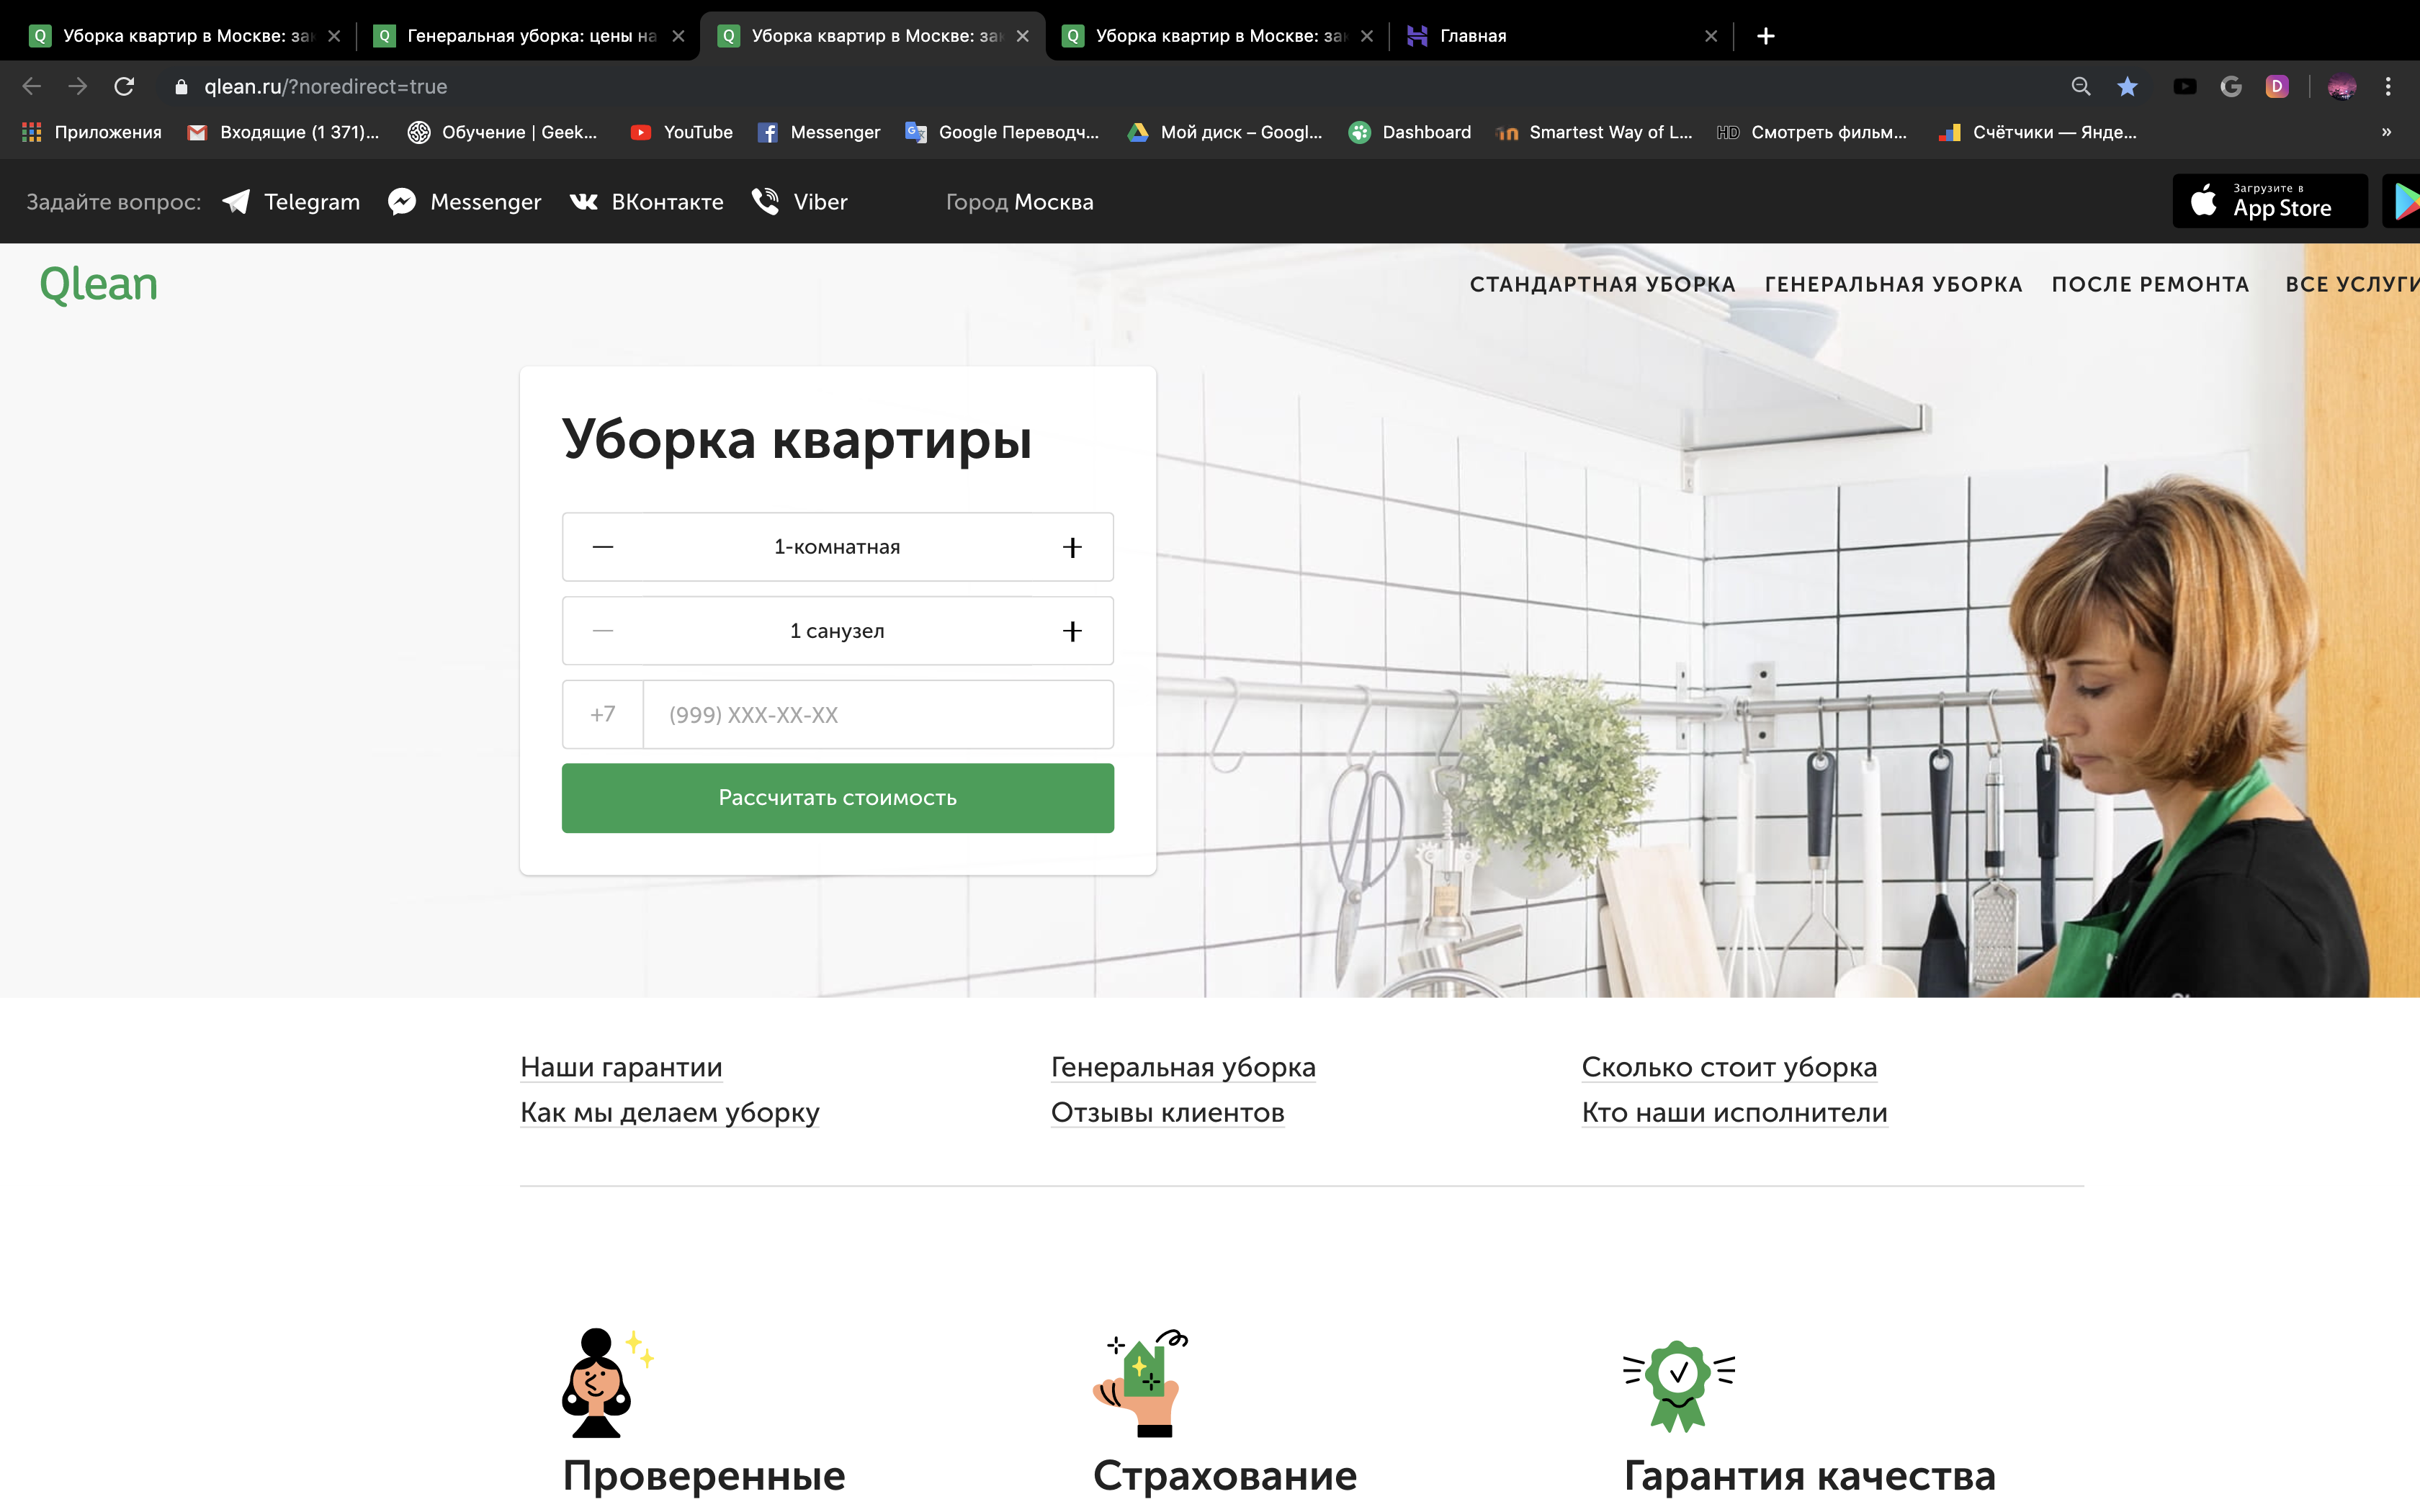 Уборка квартир в Москве: за
Генеральная уборка: цены на
Уборка квартир в Москве: за
Уборка квартир в Москве: за
Главная
qlean.ru/?noredirect=true
Приложения
Входящие (1 371)...
Обучение | Geek...
YouTube
Messenger
Google Переводч...
Мой диск – Googl...
Dashboard
Smartest Way of L...
HD Смотреть фильм...
Счётчики — Янде...
»
Задайте вопрос:
Telegram
Messenger
ВКонтакте
Viber
Город Москва
Загрузите в
App Store
Qlean
СТАНДАРТНАЯ УБОРКА
ГЕНЕРАЛЬНАЯ УБОРКА
ПОСЛЕ РЕМОНТА
ВСЕ УСЛУГИ
Уборка квартиры
— 1-комнатная +
— 1 санузел +
+7 (999) XXX-XX-XX
Рассчитать стоимость
Наши гарантии
Генеральная уборка
Сколько стоит уборка
Как мы делаем уборку
Отзывы клиентов
Кто наши исполнители
Проверенные
Страхование
Гарантия качества